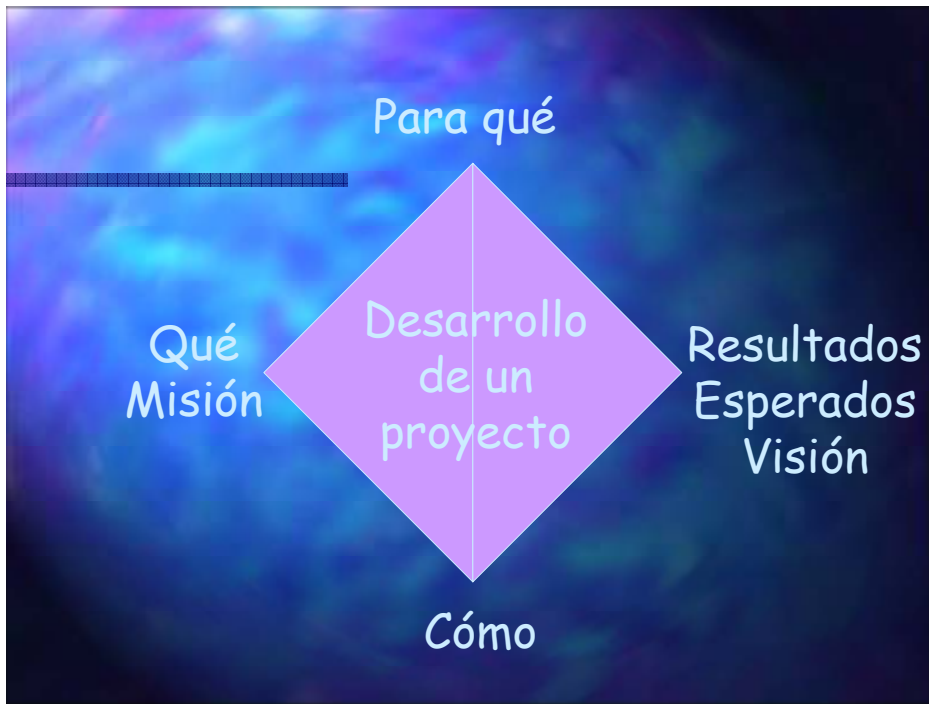 Para qué
Qué
Misión
Desarrollo
de un
proyecto
Resultados
Esperados
Visión
Cómo